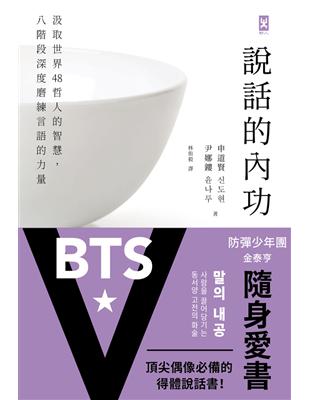 野人
說話的內功
汲取世界48哲人的智慧，
八階段深度磨練言語的力量
申道賢 신도현
尹娜鏤 윤나루
著
林侑毅 譯
BTS
V
防彈少年團
金泰亨
隨身愛書
말의 내공
사람을 끌어당기는
동서양 고전의 화술
頂尖偶像必備的
得體說話書！